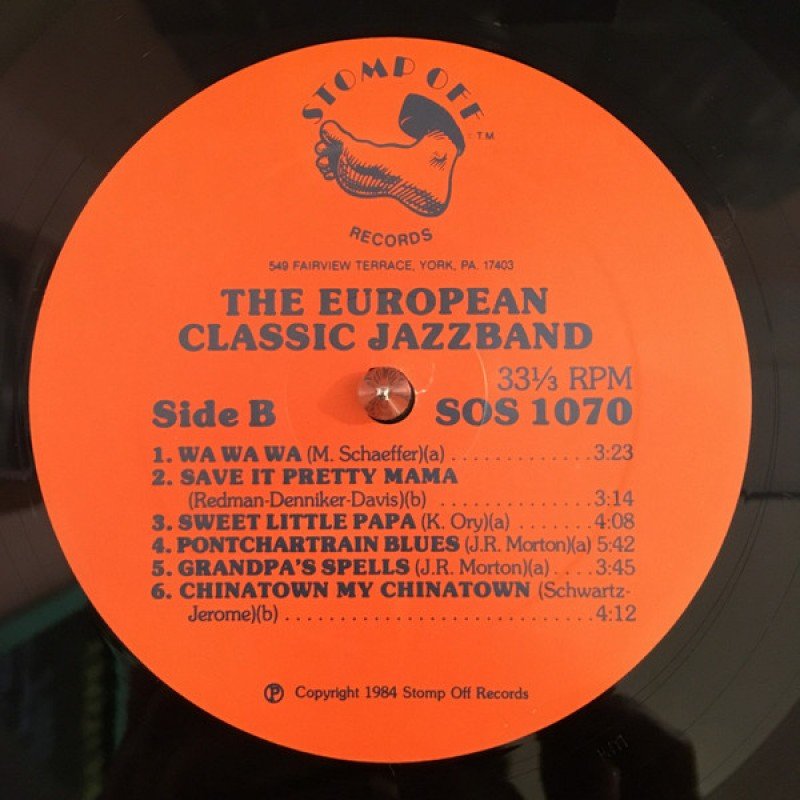 STOMP OFF
TM
RECORDS
549 FAIRVIEW TERRACE, YORK, PA. 17403
THE EUROPEAN
CLASSIC JAZZBAND
33⅓ RPM
Side B SOS 1070
1. WA WA WA (M. Schaeffer)(a) . . . . . . . . . . . . . 3:23
2. SAVE IT PRETTY MAMA
(Redman-Denniker-Davis)(b) . . . . . . . . . . . . . 3:14
3. SWEET LITTLE PAPA (K. Ory)(a) . . . . . . . 4:08
4. PONTCHARTRAIN BLUES (J.R. Morton)(a) 5:42
5. GRANDPA'S SPELLS (J.R. Morton)(a) . . . . 3:45
6. CHINATOWN MY CHINATOWN (Schwartz-
Jerome)(b) . . . . . . . . . . . . . . . . . . . . . . . . . . . 4:12
Ⓟ Copyright 1984 Stomp Off Records